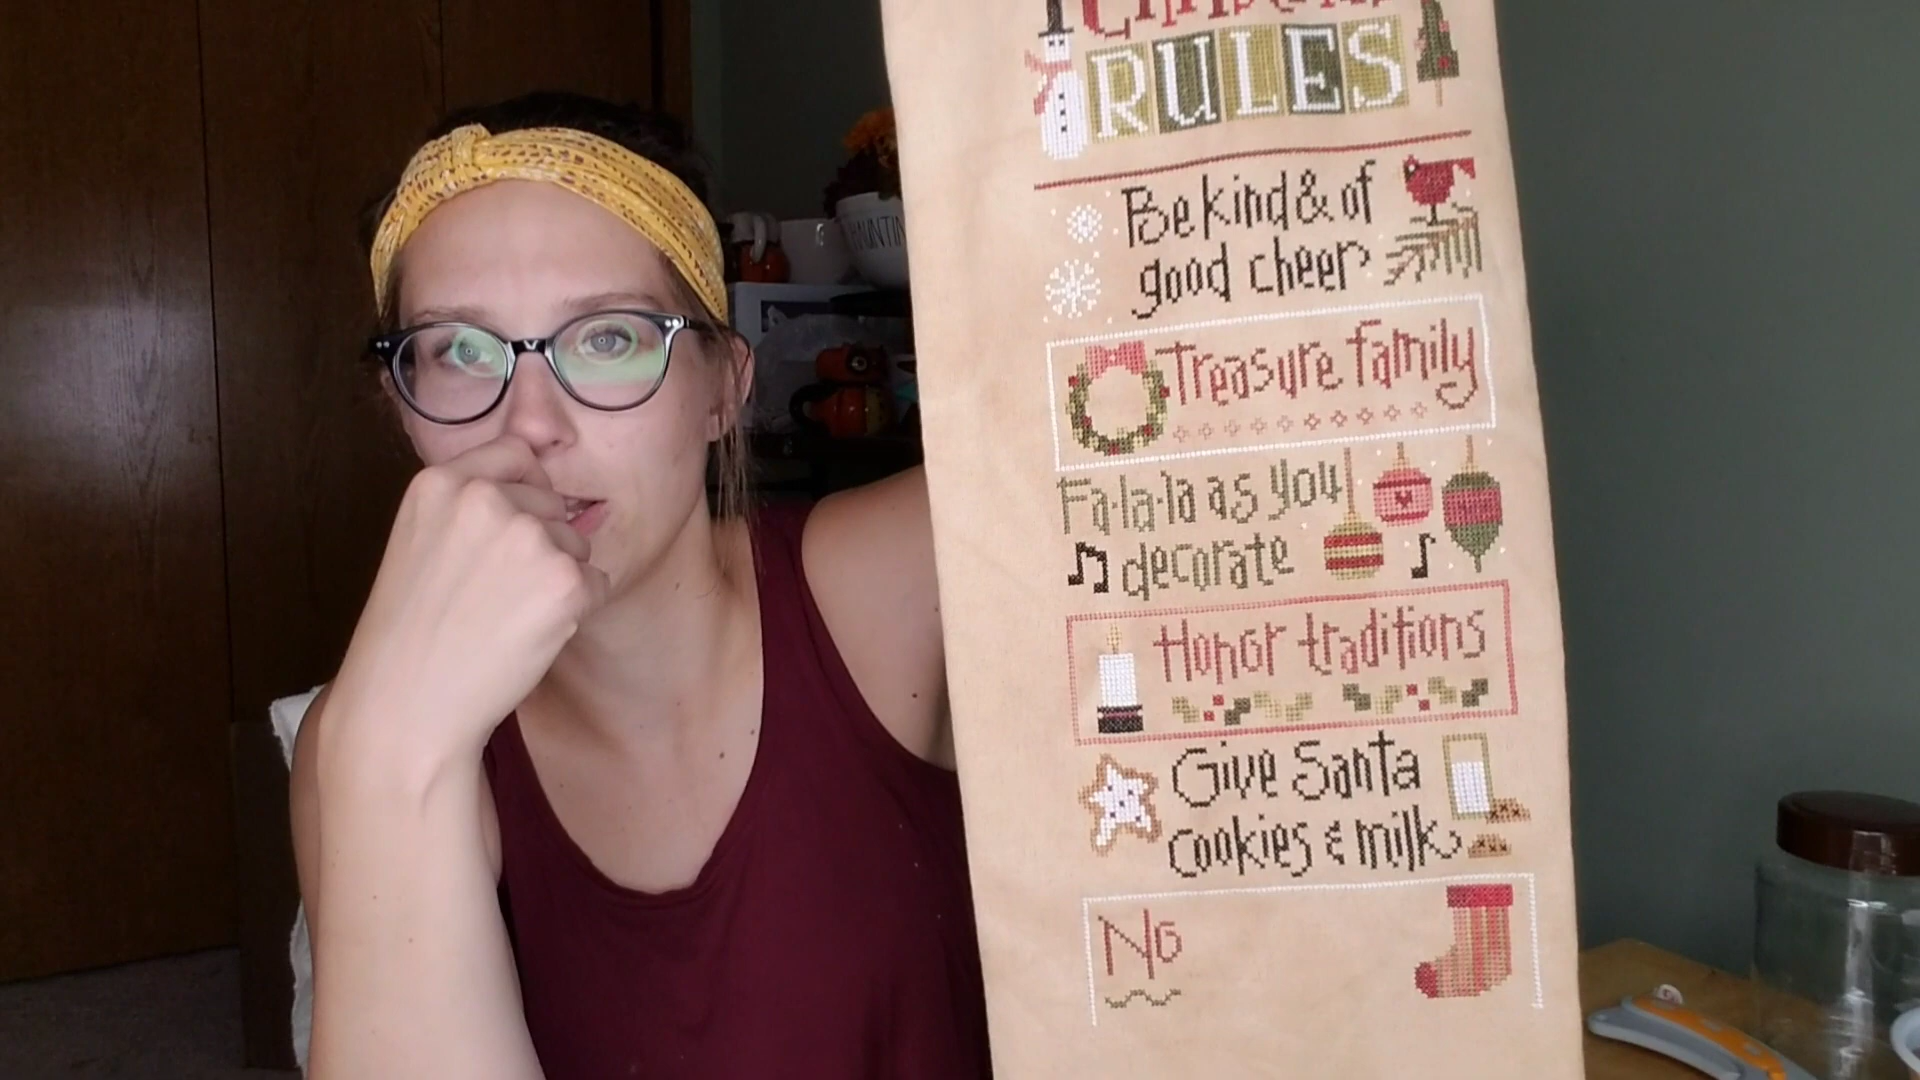 RULES
Be kind & of
good cheer
Treasure family
Fa·la·la as you
decorate
Honor traditions
Give Santa
cookies & milk
No